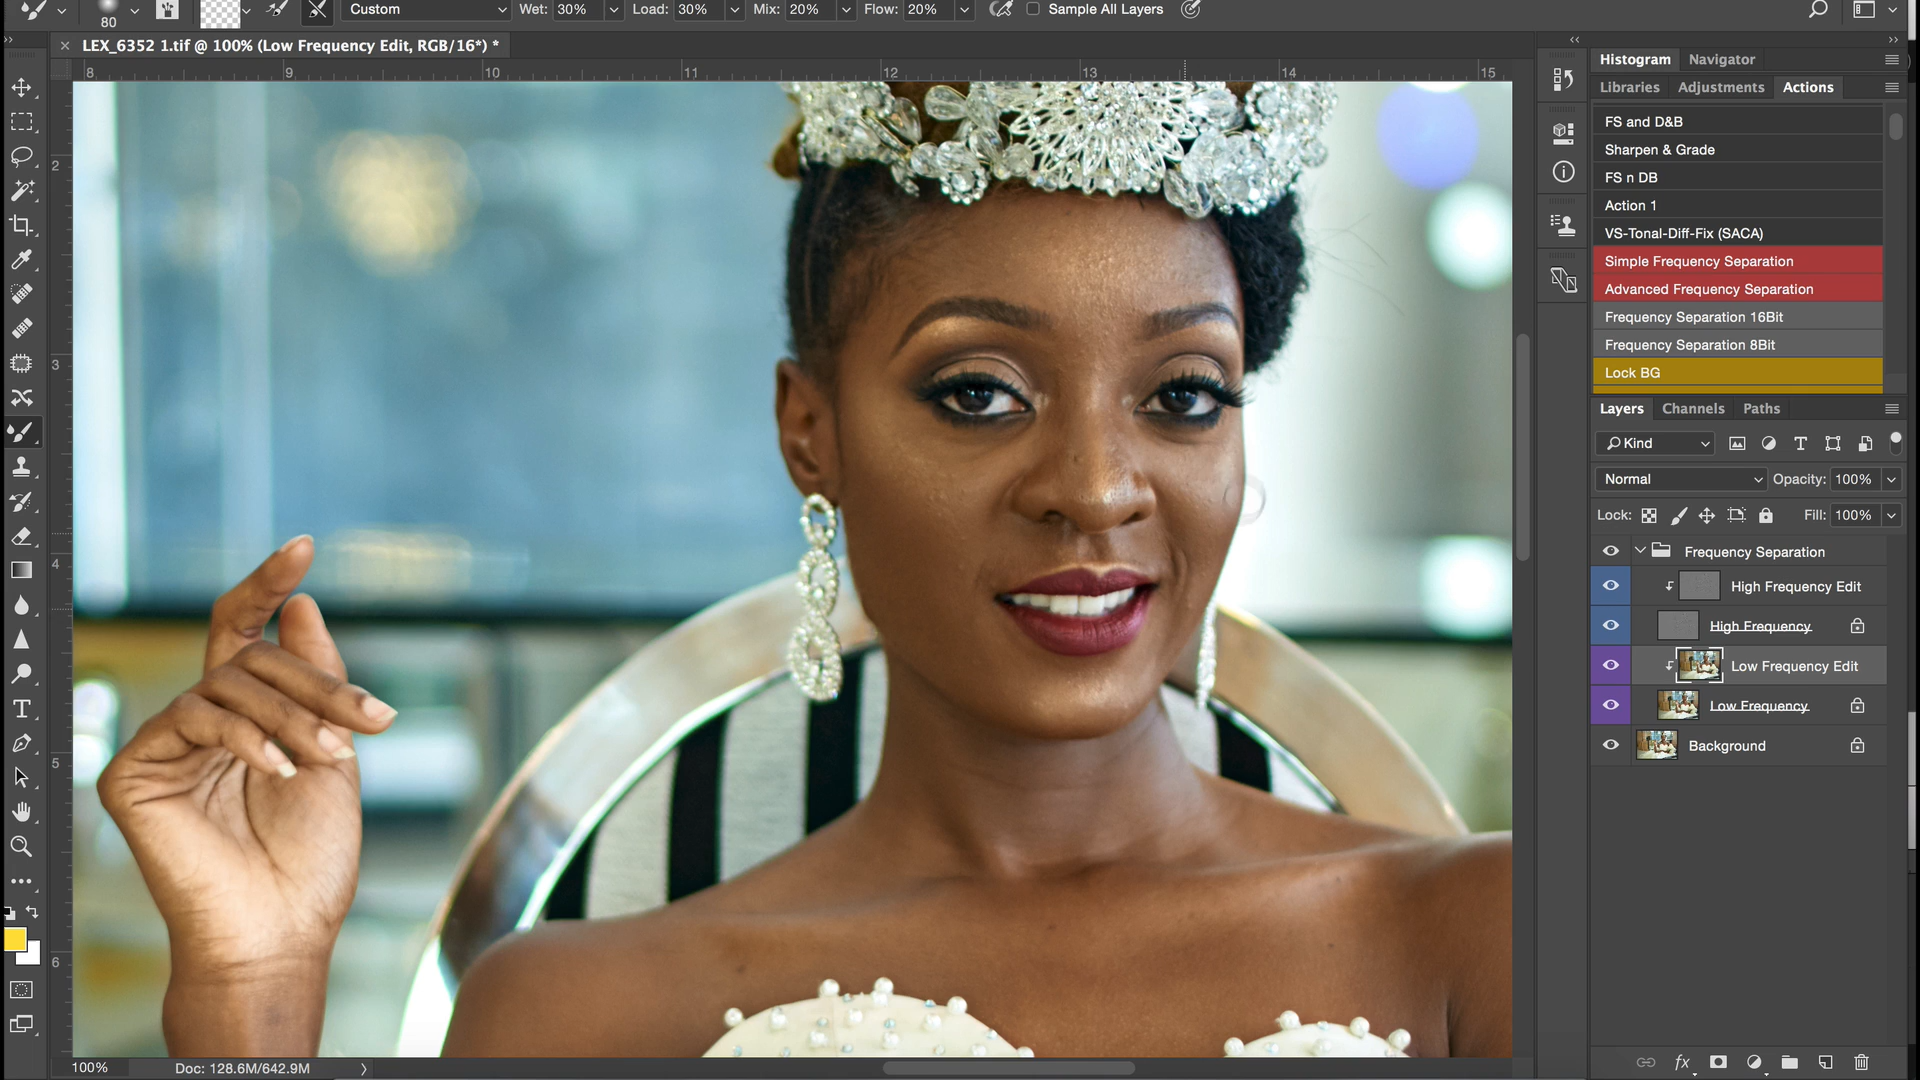 Custom Wet: 30% Load: 30% Mix: 20% Flow: 20% Sample All Layers
80
LEX_6352 1.tif @ 100% (Low Frequency Edit, RGB/16*) *
8 9 10 11 12 13 14 15
2
3
4
5
6
Histogram Navigator
Libraries Adjustments Actions
FS and D&B
Sharpen & Grade
FS n DB
Action 1
VS-Tonal-Diff-Fix (SACA)
Simple Frequency Separation
Advanced Frequency Separation
Frequency Separation 16Bit
Frequency Separation 8Bit
Lock BG
Layers Channels Paths
Kind
Normal Opacity: 100%
Lock: Fill: 100%
Frequency Separation
High Frequency Edit
High Frequency
Low Frequency Edit
Low Frequency
Background
fx
100% Doc: 128.6M/642.9M